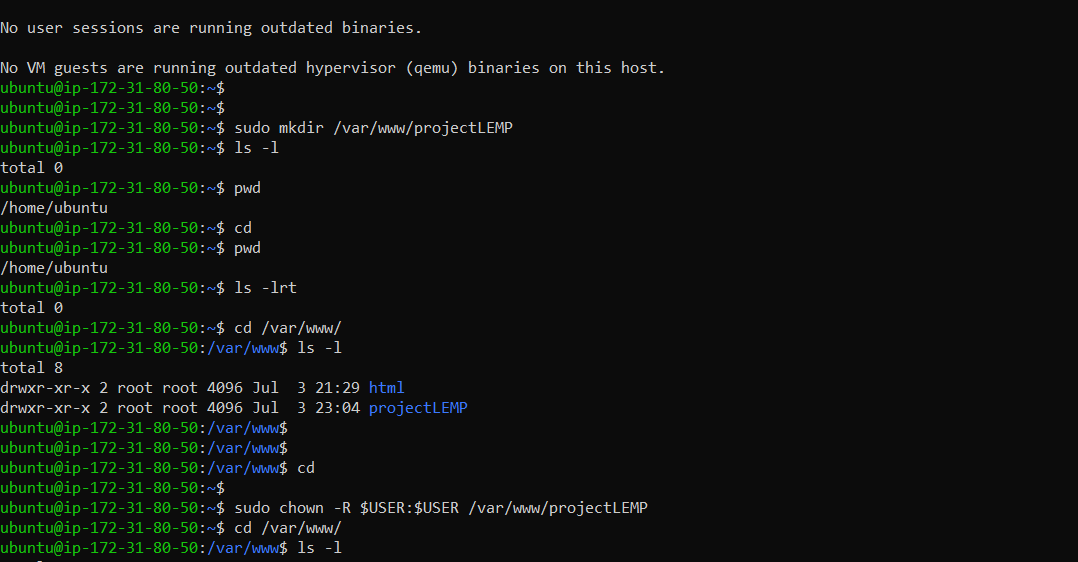 No user sessions are running outdated binaries.
No VM guests are running outdated hypervisor (qemu) binaries on this host.
ubuntu@ip-172-31-80-50:~$
ubuntu@ip-172-31-80-50:~$
ubuntu@ip-172-31-80-50:~$ sudo mkdir /var/www/projectLEMP
ubuntu@ip-172-31-80-50:~$ ls -l
total 0
ubuntu@ip-172-31-80-50:~$ pwd
/home/ubuntu
ubuntu@ip-172-31-80-50:~$ cd
ubuntu@ip-172-31-80-50:~$ pwd
/home/ubuntu
ubuntu@ip-172-31-80-50:~$ ls -lrt
total 0
ubuntu@ip-172-31-80-50:~$ cd /var/www/
ubuntu@ip-172-31-80-50:/var/www$ ls -l
total 8
drwxr-xr-x 2 root root 4096 Jul  3 21:29 html
drwxr-xr-x 2 root root 4096 Jul  3 23:04 projectLEMP
ubuntu@ip-172-31-80-50:/var/www$
ubuntu@ip-172-31-80-50:/var/www$
ubuntu@ip-172-31-80-50:/var/www$ cd
ubuntu@ip-172-31-80-50:~$
ubuntu@ip-172-31-80-50:~$ sudo chown -R $USER:$USER /var/www/projectLEMP
ubuntu@ip-172-31-80-50:~$ cd /var/www/
ubuntu@ip-172-31-80-50:/var/www$ ls -l